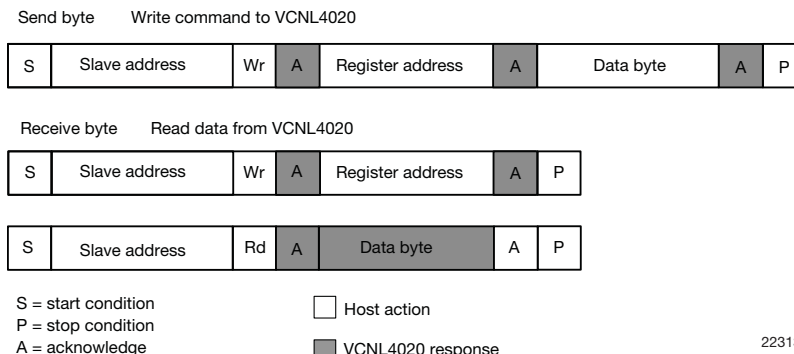 Send byte Write command to VCNL4020
S Slave address Wr A Register address A Data byte A P
Receive byte Read data from VCNL4020
S Slave address Wr A Register address A P
S Slave address Rd A Data byte A P
S = start condition
P = stop condition
A = acknowledge
Host action
VCNL4020 response